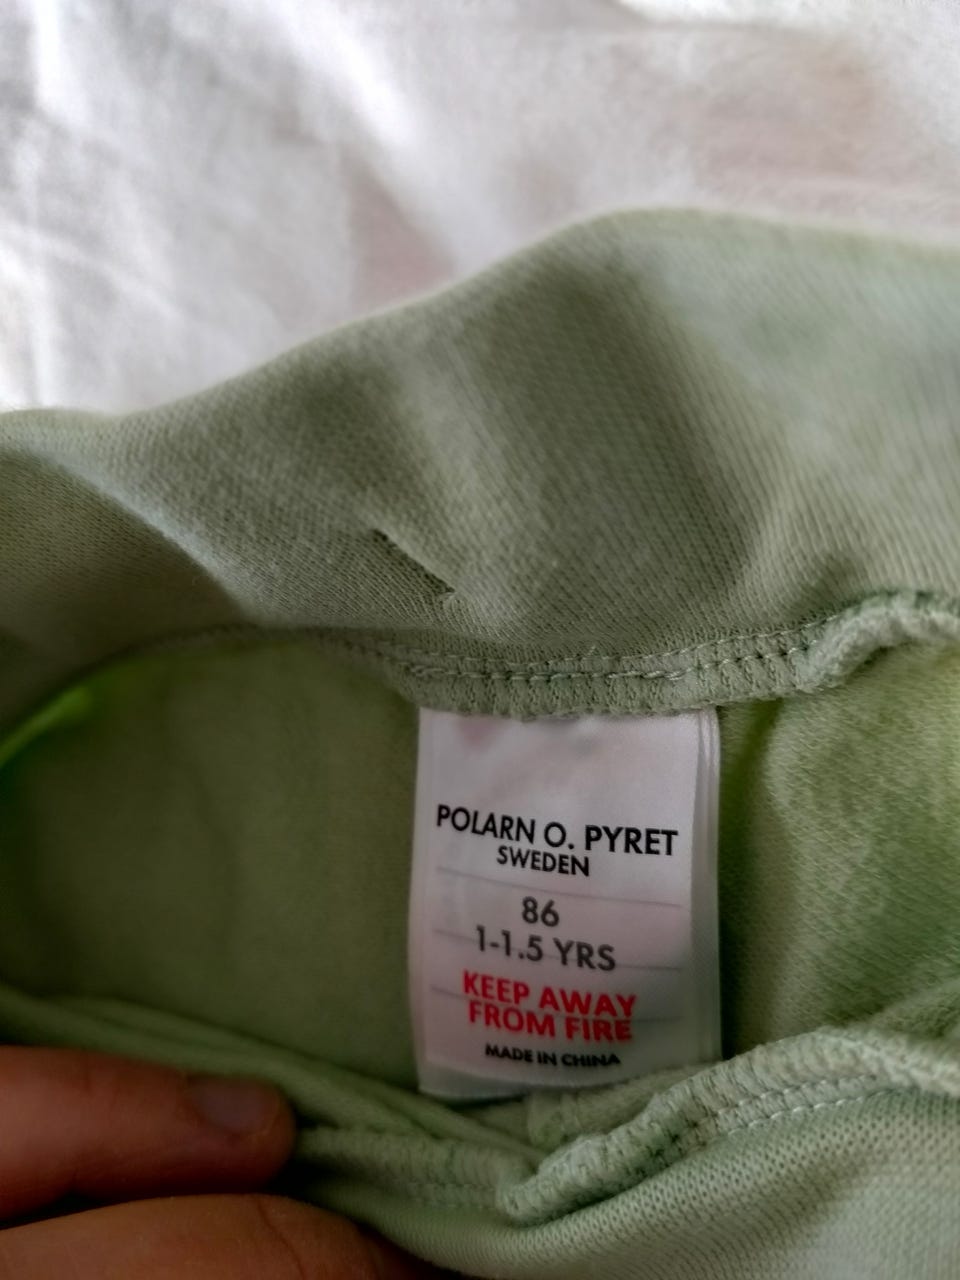 POLARN O. PYRET
SWEDEN
86
1-1.5 YRS
KEEP AWAY
FROM FIRE
MADE IN CHINA